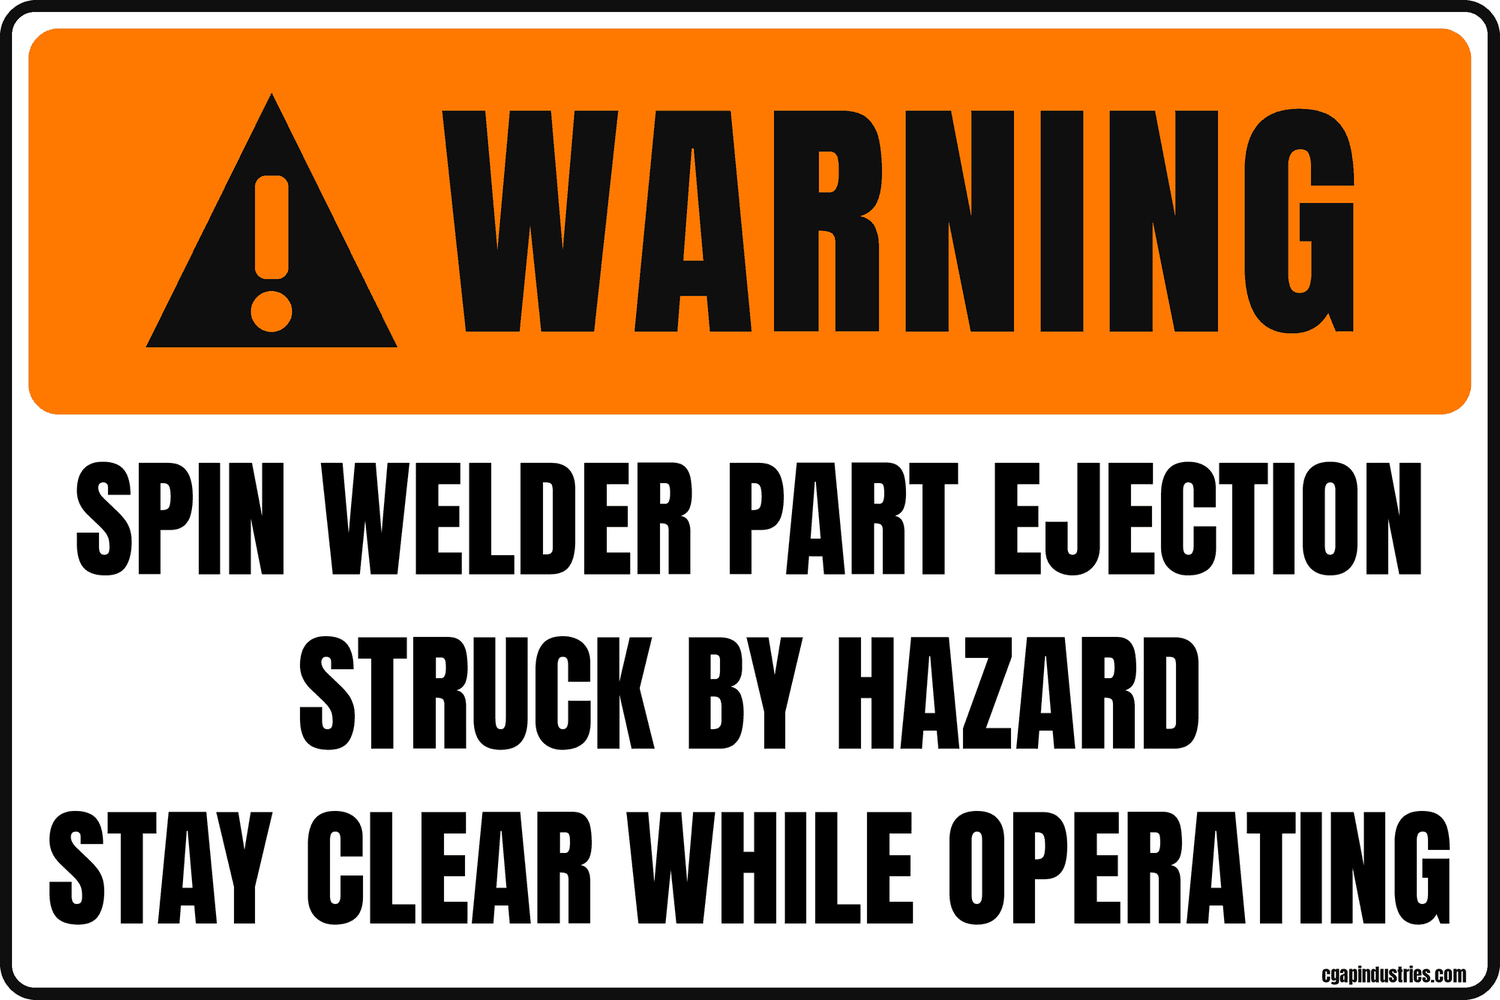 WARNING
SPIN WELDER PART EJECTION
STRUCK BY HAZARD
STAY CLEAR WHILE OPERATING
cgapindustries.com